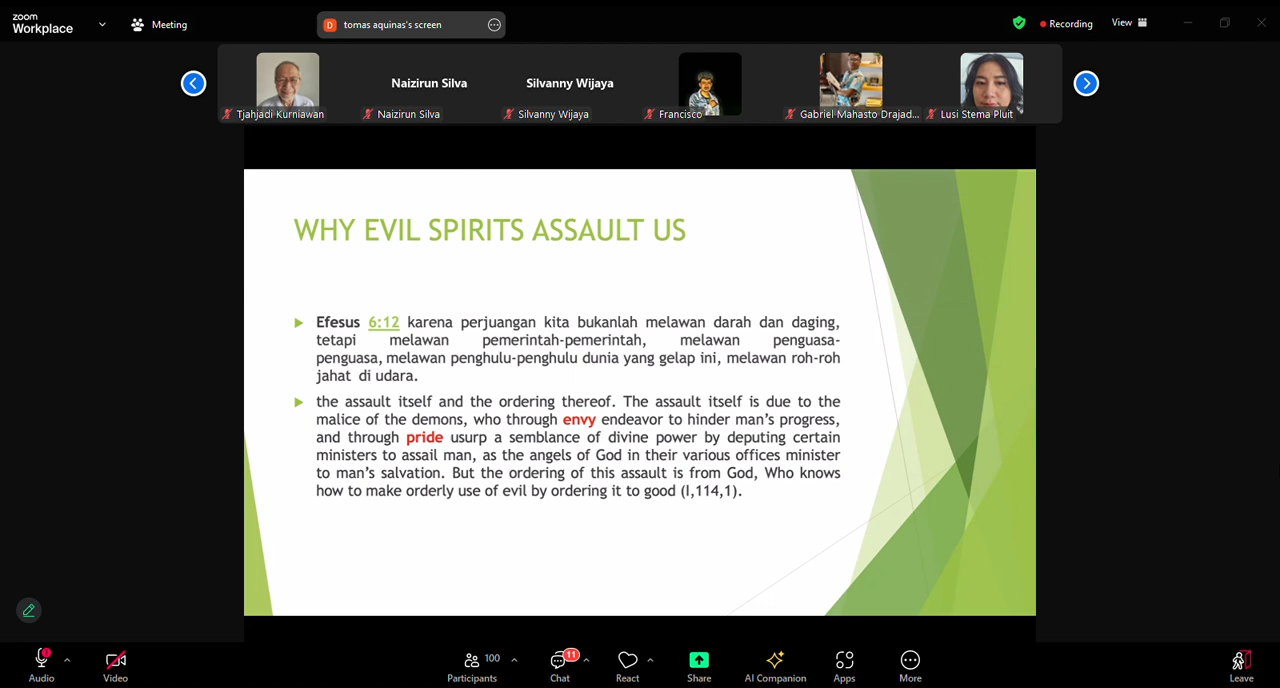 zoom
Workplace
Meeting
D tomas aquinas's screen
Recording
View
Naizirun Silva
Silvanny Wijaya
Tjahjadi Kurniawan
Naizirun Silva
Silvanny Wijaya
Francisco
Gabriel Mahasto Drajad...
Lusi Stema Pluit
WHY EVIL SPIRITS ASSAULT US
Efesus 6:12 karena perjuangan kita bukanlah melawan darah dan daging,
tetapi melawan pemerintah-pemerintah, melawan penguasa-
penguasa, melawan penghulu-penghulu dunia yang gelap ini, melawan roh-roh
jahat di udara.
the assault itself and the ordering thereof. The assault itself is due to the
malice of the demons, who through envy endeavor to hinder man's progress,
and through pride usurp a semblance of divine power by deputing certain
ministers to assail man, as the angels of God in their various offices minister
to man's salvation. But the ordering of this assault is from God, Who knows
how to make orderly use of evil by ordering it to good (I,114,1).
Audio
Video
100
Participants
11
Chat
React
Share
AI Companion
Apps
More
Leave